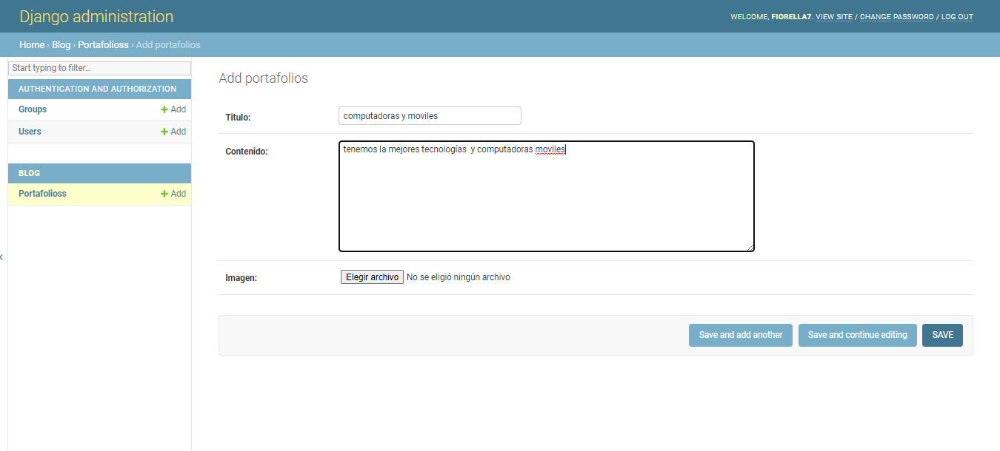 Django administration
WELCOME, FIORELLA7. VIEW SITE / CHANGE PASSWORD / LOG OUT
Home › Blog › Portafolioss › Add portafolios
Start typing to filter...
AUTHENTICATION AND AUTHORIZATION
Groups + Add
Users + Add
BLOG
Portafolioss + Add
Add portafolios
Titulo: computadoras y moviles
Contenido: tenemos la mejores tecnologías  y computadoras moviles
Imagen: Elegir archivo No se eligió ningún archivo
Save and add another Save and continue editing SAVE